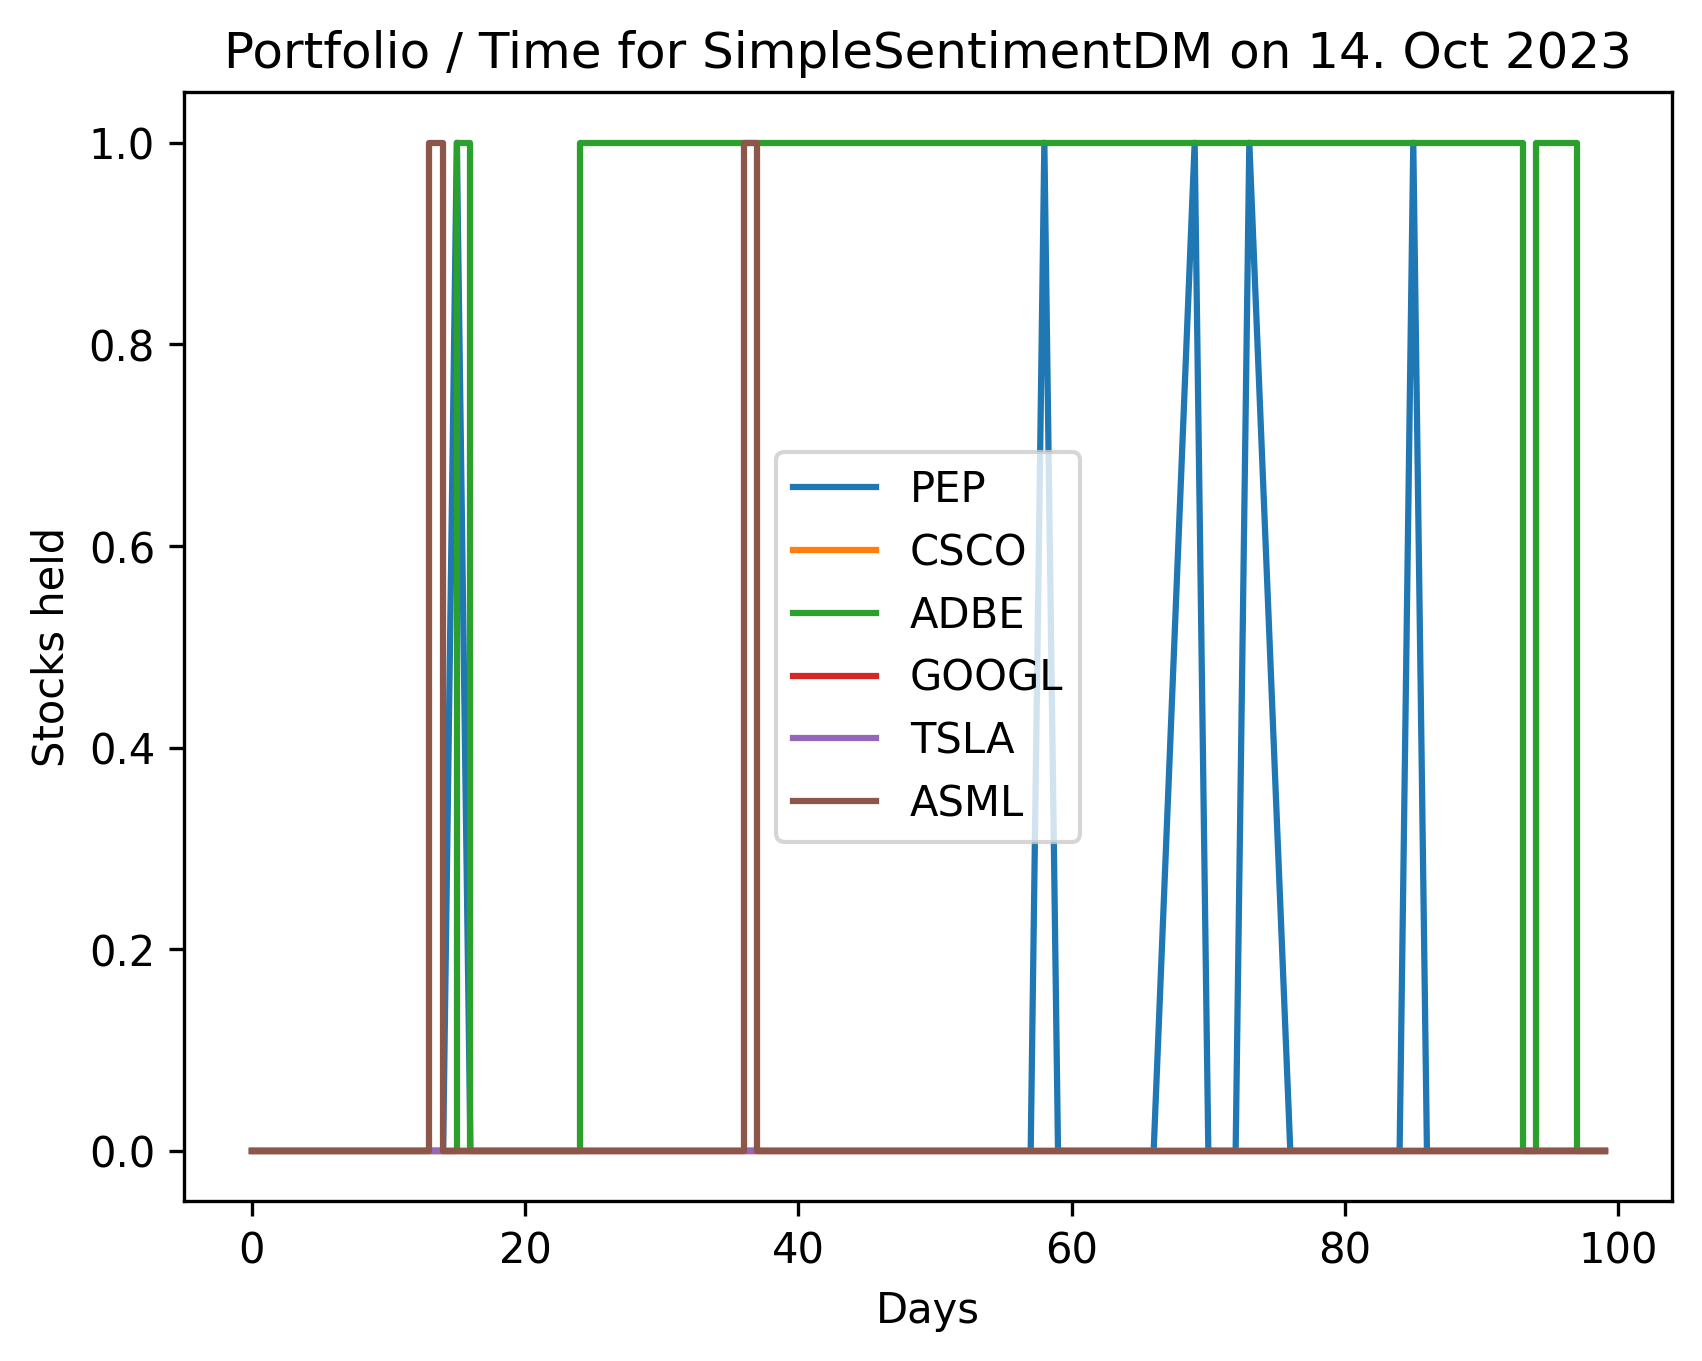 Portfolio / Time for SimpleSentimentDM on 14. Oct 2023
1.0
0.8
0.6
0.4
0.2
0.0
Stocks held
PEP
CSCO
ADBE
GOOGL
TSLA
ASML
0 20 40 60 80 100
Days